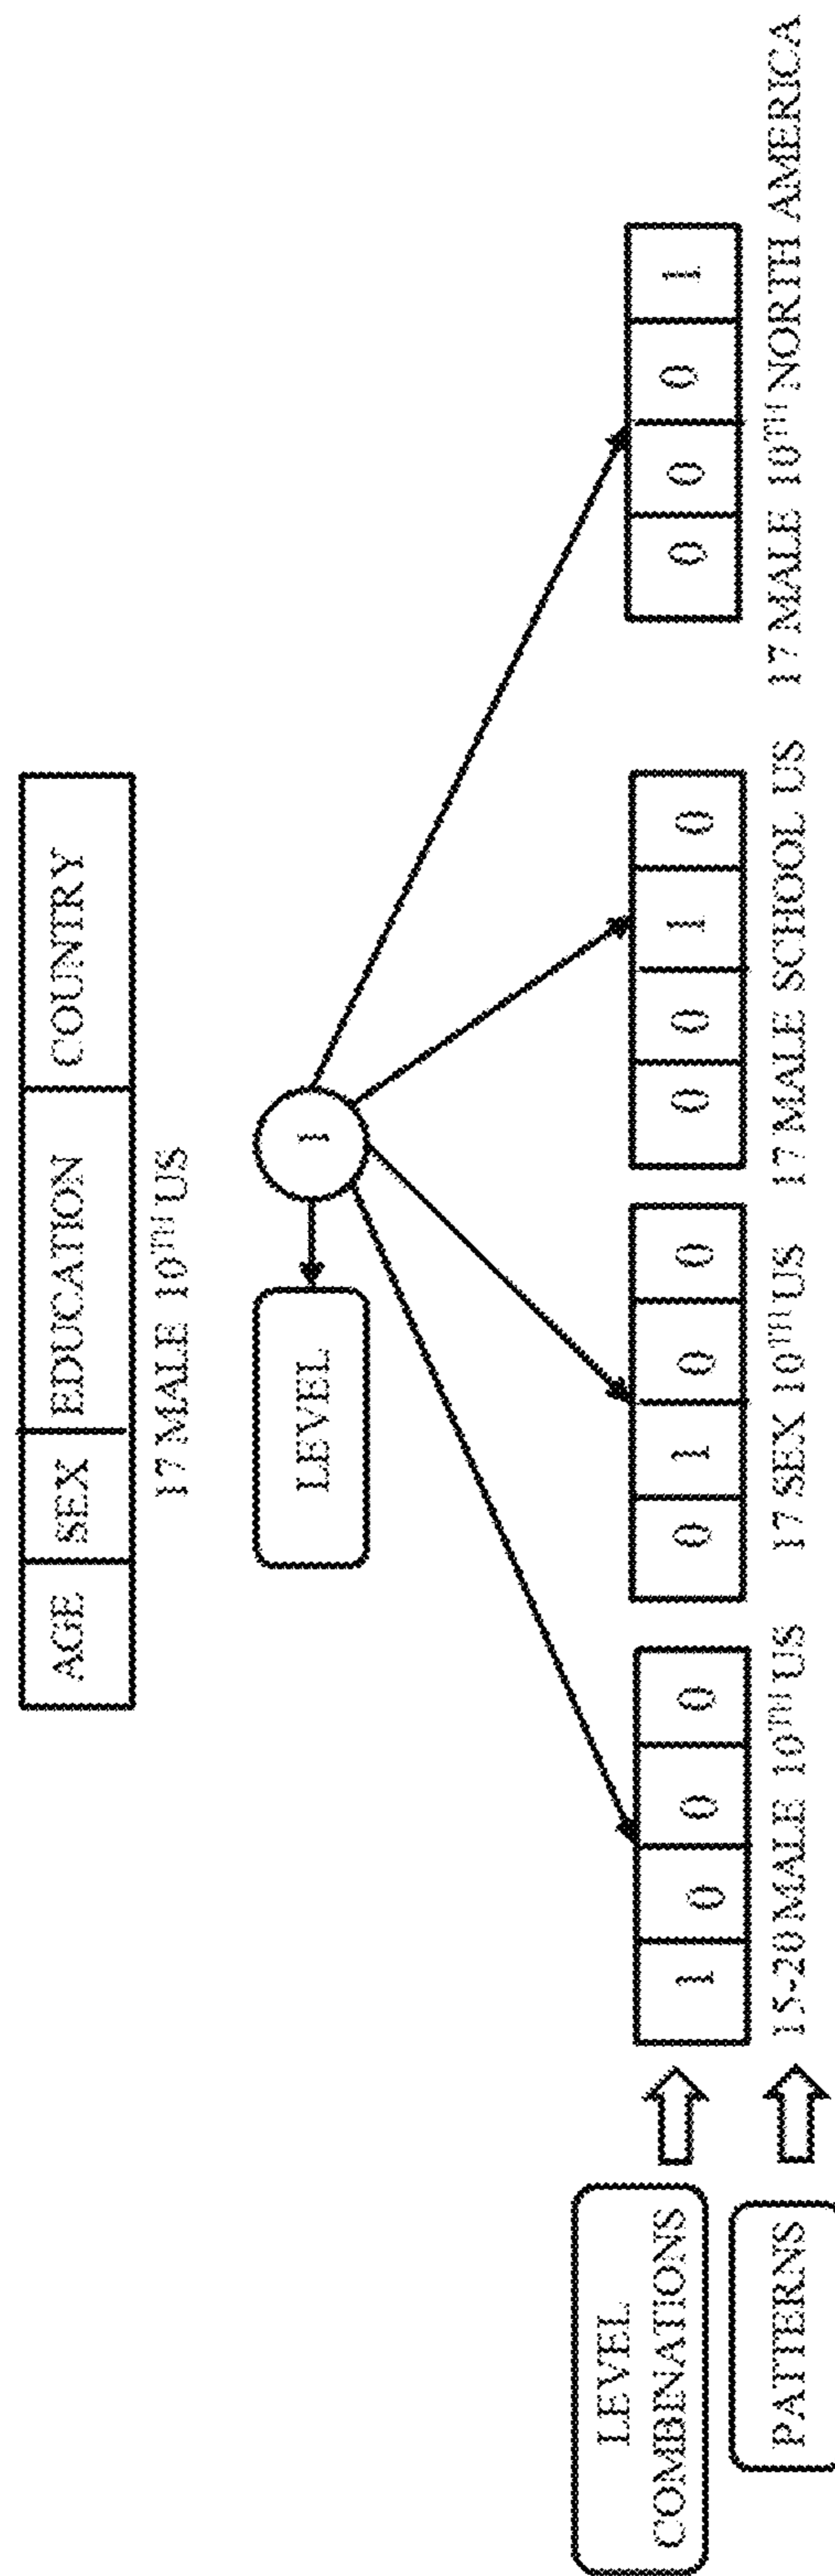 AGE SEX EDUCATION COUNTRY
17 MALE 10TH US
LEVEL 1
LEVEL
COMBINATIONS
1 0 0 0
0 1 0 0
0 0 1 0
0 0 0 1
PATTERNS
15-20 MALE 10TH US
17 SEX 10TH US
17 MALE SCHOOL US
17 MALE 10TH NORTH AMERICA